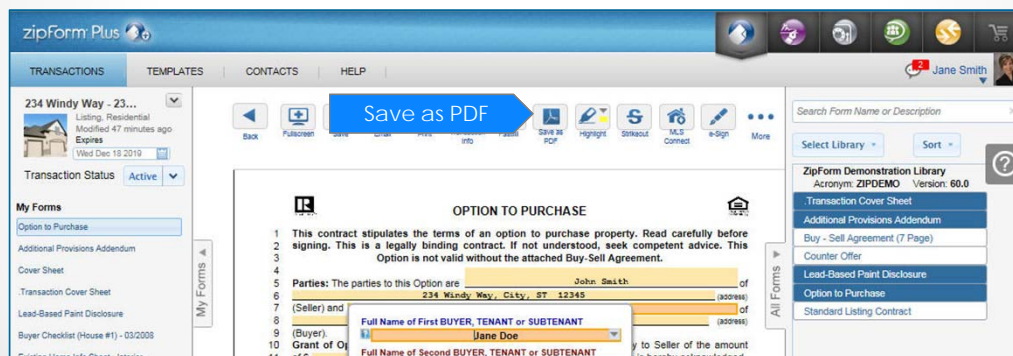 zipForm Plus
TRANSACTIONS TEMPLATES CONTACTS HELP
2 Jane Smith
234 Windy Way - 23...
Listing, Residential
Modified 47 minutes ago
Expires
Wed Dec 18 2019
Transaction Status Active
My Forms
Option to Purchase
Additional Provisions Addendum
Cover Sheet
.Transaction Cover Sheet
Lead-Based Paint Disclosure
Buyer Checklist (House #1) - 03/2008
Back
Fullscreen
Save as PDF
Info
Save as PDF
Highlight
Strikeout
MLS Connect
e-Sign
More
My Forms
OPTION TO PURCHASE
1 This contract stipulates the terms of an option to purchase property. Read carefully before
2 signing. This is a legally binding contract. If not understood, seek competent advice. This
3 Option is not valid without the attached Buy-Sell Agreement.
4
5 Parties: The parties to this Option are John Smith of
6 234 Windy Way, City, ST 12345 (address)
7 (Seller) and of
8 (address)
9 (Buyer).
10 Grant of Op y to Seller of the amount
Full Name of First BUYER, TENANT or SUBTENANT
Jane Doe
Full Name of Second BUYER, TENANT or SUBTENANT
All Forms
Search Form Name or Description
Select Library Sort
ZipForm Demonstration Library
Acronym: ZIPDEMO Version: 60.0
.Transaction Cover Sheet
Additional Provisions Addendum
Buy - Sell Agreement (7 Page)
Counter Offer
Lead-Based Paint Disclosure
Option to Purchase
Standard Listing Contract